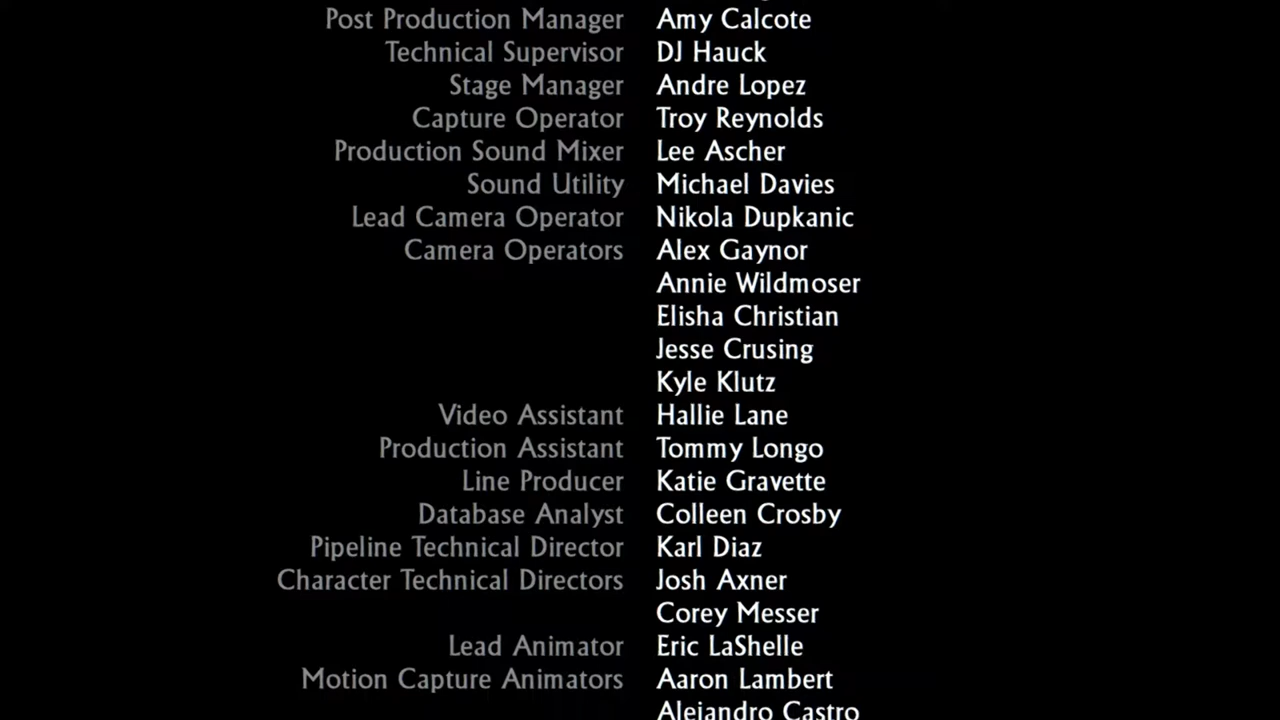 Post Production Manager Amy Calcote
Technical Supervisor DJ Hauck
Stage Manager Andre Lopez
Capture Operator Troy Reynolds
Production Sound Mixer Lee Ascher
Sound Utility Michael Davies
Lead Camera Operator Nikola Dupkanic
Camera Operators Alex Gaynor
Annie Wildmoser
Elisha Christian
Jesse Crusing
Kyle Klutz
Video Assistant Hallie Lane
Production Assistant Tommy Longo
Line Producer Katie Gravette
Database Analyst Colleen Crosby
Pipeline Technical Director Karl Diaz
Character Technical Directors Josh Axner
Corey Messer
Lead Animator Eric LaShelle
Motion Capture Animators Aaron Lambert
Alejandro Castro